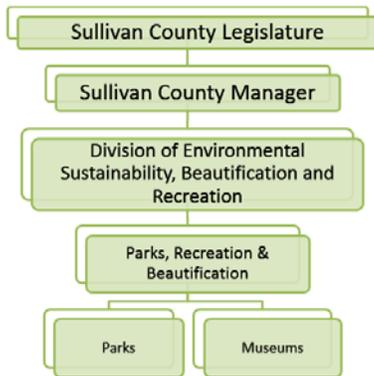 Sullivan County Legislature
Sullivan County Manager
Division of Environmental
Sustainability, Beautification and
Recreation
Parks, Recreation &
Beautification
Parks
Museums